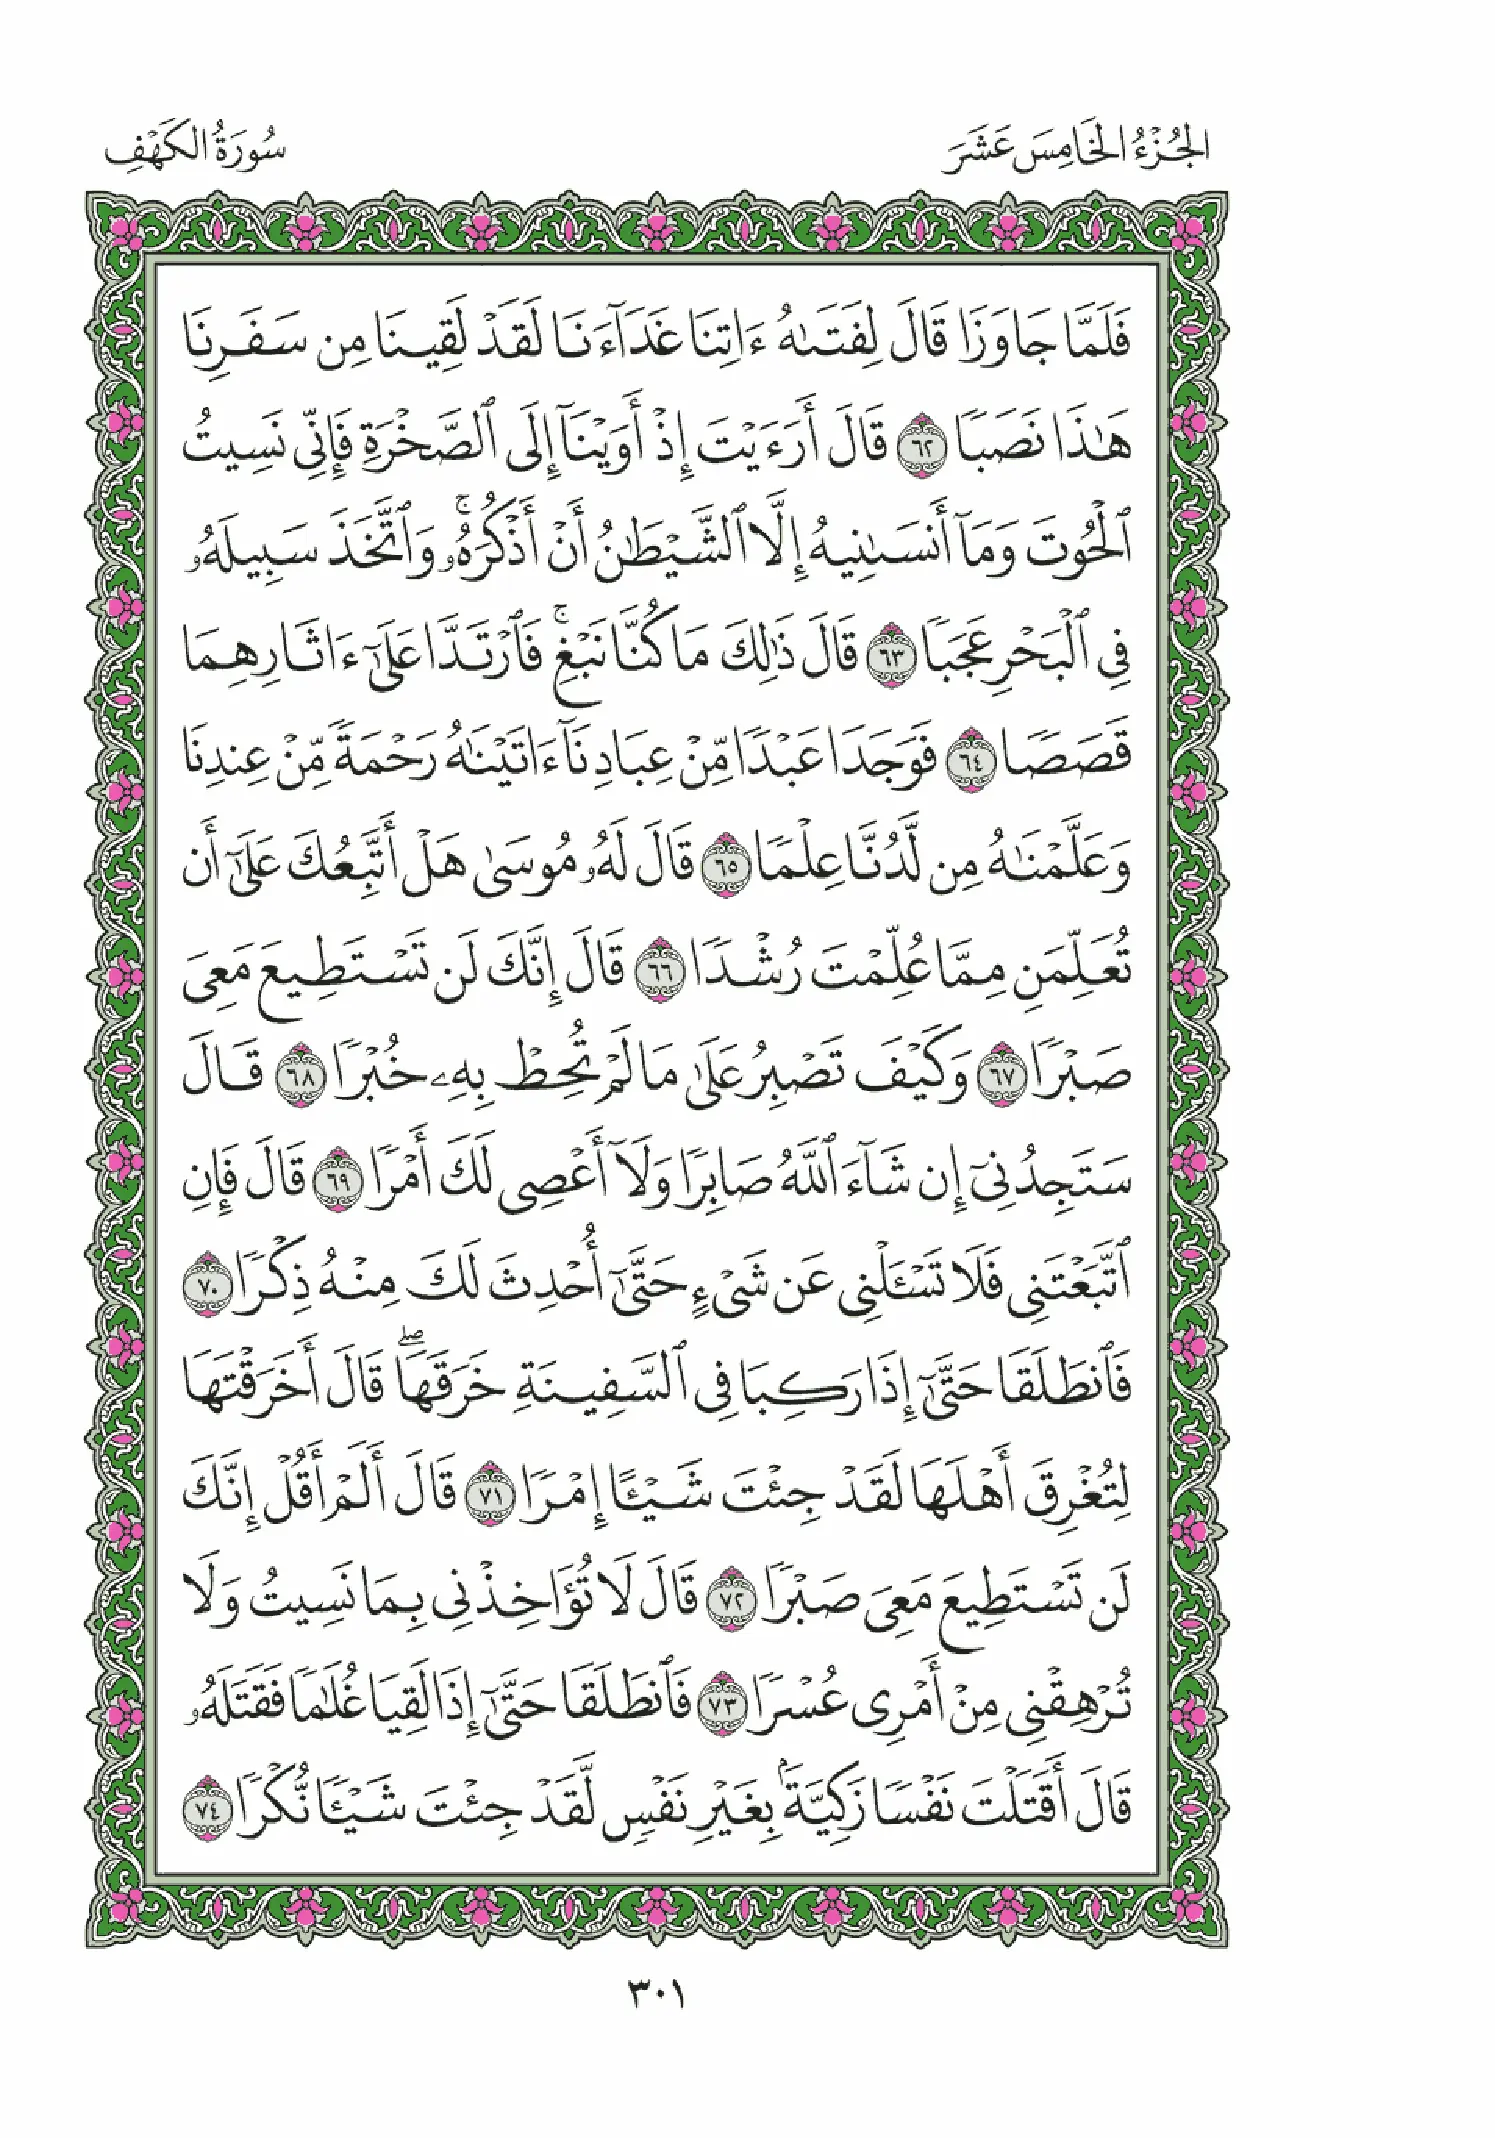 الجُزْءُ الخَامِسَ عَشَرَ
سُورَةُ الكَهْفِ
فَلَمَّا جَاوَزَا قَالَ لِفَتَىٰهُ ءَاتِنَا غَدَآءَنَا لَقَدْ لَقِينَا مِن سَفَرِنَا
هَٰذَا نَصَبًا ٦٢ قَالَ أَرَءَيْتَ إِذْ أَوَيْنَآ إِلَى ٱلصَّخْرَةِ فَإِنِّى نَسِيتُ
ٱلْحُوتَ وَمَآ أَنسَىٰنِيهُ إِلَّا ٱلشَّيْطَٰنُ أَنْ أَذْكُرَهُۥۚ وَٱتَّخَذَ سَبِيلَهُۥ
فِى ٱلْبَحْرِ عَجَبًا ٦٣ قَالَ ذَٰلِكَ مَا كُنَّا نَبْغِۚ فَٱرْتَدَّا عَلَىٰٓ ءَاثَارِهِمَا
قَصَصًا ٦٤ فَوَجَدَا عَبْدًا مِّنْ عِبَادِنَآ ءَاتَيْنَٰهُ رَحْمَةً مِّنْ عِندِنَا
وَعَلَّمْنَٰهُ مِن لَّدُنَّا عِلْمًا ٦٥ قَالَ لَهُۥ مُوسَىٰ هَلْ أَتَّبِعُكَ عَلَىٰٓ أَن
تُعَلِّمَنِ مِمَّا عُلِّمْتَ رُشْدًا ٦٦ قَالَ إِنَّكَ لَن تَسْتَطِيعَ مَعِىَ
صَبْرًا ٦٧ وَكَيْفَ تَصْبِرُ عَلَىٰ مَا لَمْ تُحِطْ بِهِۦ خُبْرًا ٦٨ قَالَ
سَتَجِدُنِىٓ إِن شَآءَ ٱللَّهُ صَابِرًا وَلَآ أَعْصِى لَكَ أَمْرًا ٦٩ قَالَ فَإِنِ
ٱتَّبَعْتَنِى فَلَا تَسْـَٔلْنِى عَن شَىْءٍ حَتَّىٰٓ أُحْدِثَ لَكَ مِنْهُ ذِكْرًا ٧٠
فَٱنطَلَقَا حَتَّىٰٓ إِذَا رَكِبَا فِى ٱلسَّفِينَةِ خَرَقَهَاۖ قَالَ أَخَرَقْتَهَا
لِتُغْرِقَ أَهْلَهَا لَقَدْ جِئْتَ شَيْـًٔا إِمْرًا ٧١ قَالَ أَلَمْ أَقُلْ إِنَّكَ
لَن تَسْتَطِيعَ مَعِىَ صَبْرًا ٧٢ قَالَ لَا تُؤَاخِذْنِى بِمَا نَسِيتُ وَلَا
تُرْهِقْنِى مِنْ أَمْرِى عُسْرًا ٧٣ فَٱنطَلَقَا حَتَّىٰٓ إِذَا لَقِيَا غُلَٰمًا فَقَتَلَهُۥ
قَالَ أَقَتَلْتَ نَفْسًا زَكِيَّةًۢ بِغَيْرِ نَفْسٍ لَّقَدْ جِئْتَ شَيْـًٔا نُّكْرًا ٧٤
٣٠١